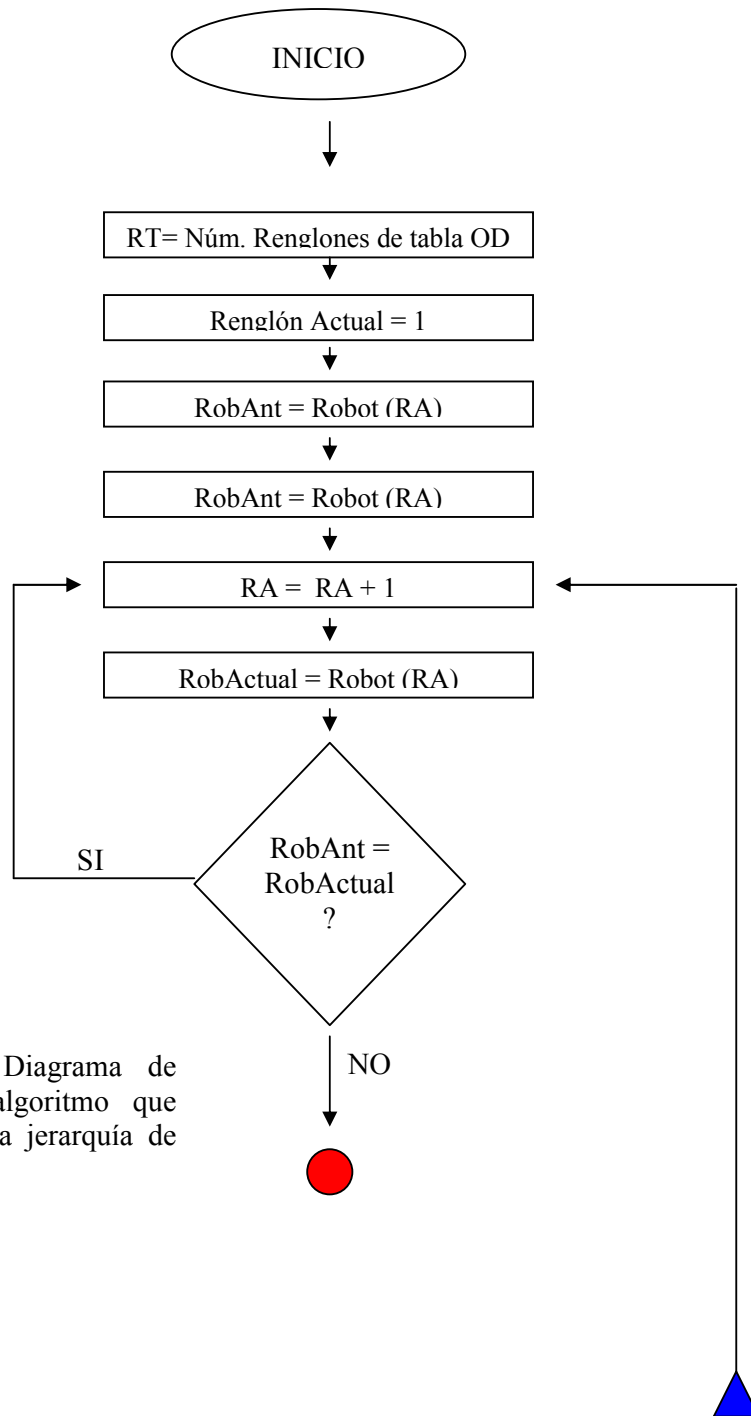 INICIO
RT= Núm. Renglones de tabla OD
Renglón Actual = 1
RobAnt = Robot (RA)
RobAnt = Robot (RA)
RA = RA + 1
RobActual = Robot (RA)
RobAnt =
RobActual
?
SI
NO
Diagrama de
algoritmo que
a jerarquía de